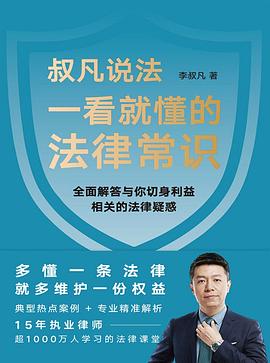 叔凡说法
李叔凡 著
一看就懂的
法律常识
全面解答与你切身利益
相关的法律疑惑
多懂一条法律
就多维护一份权益
典型热点案例 + 专业精准解析
15年执业律师
超1000万人学习的法律课堂